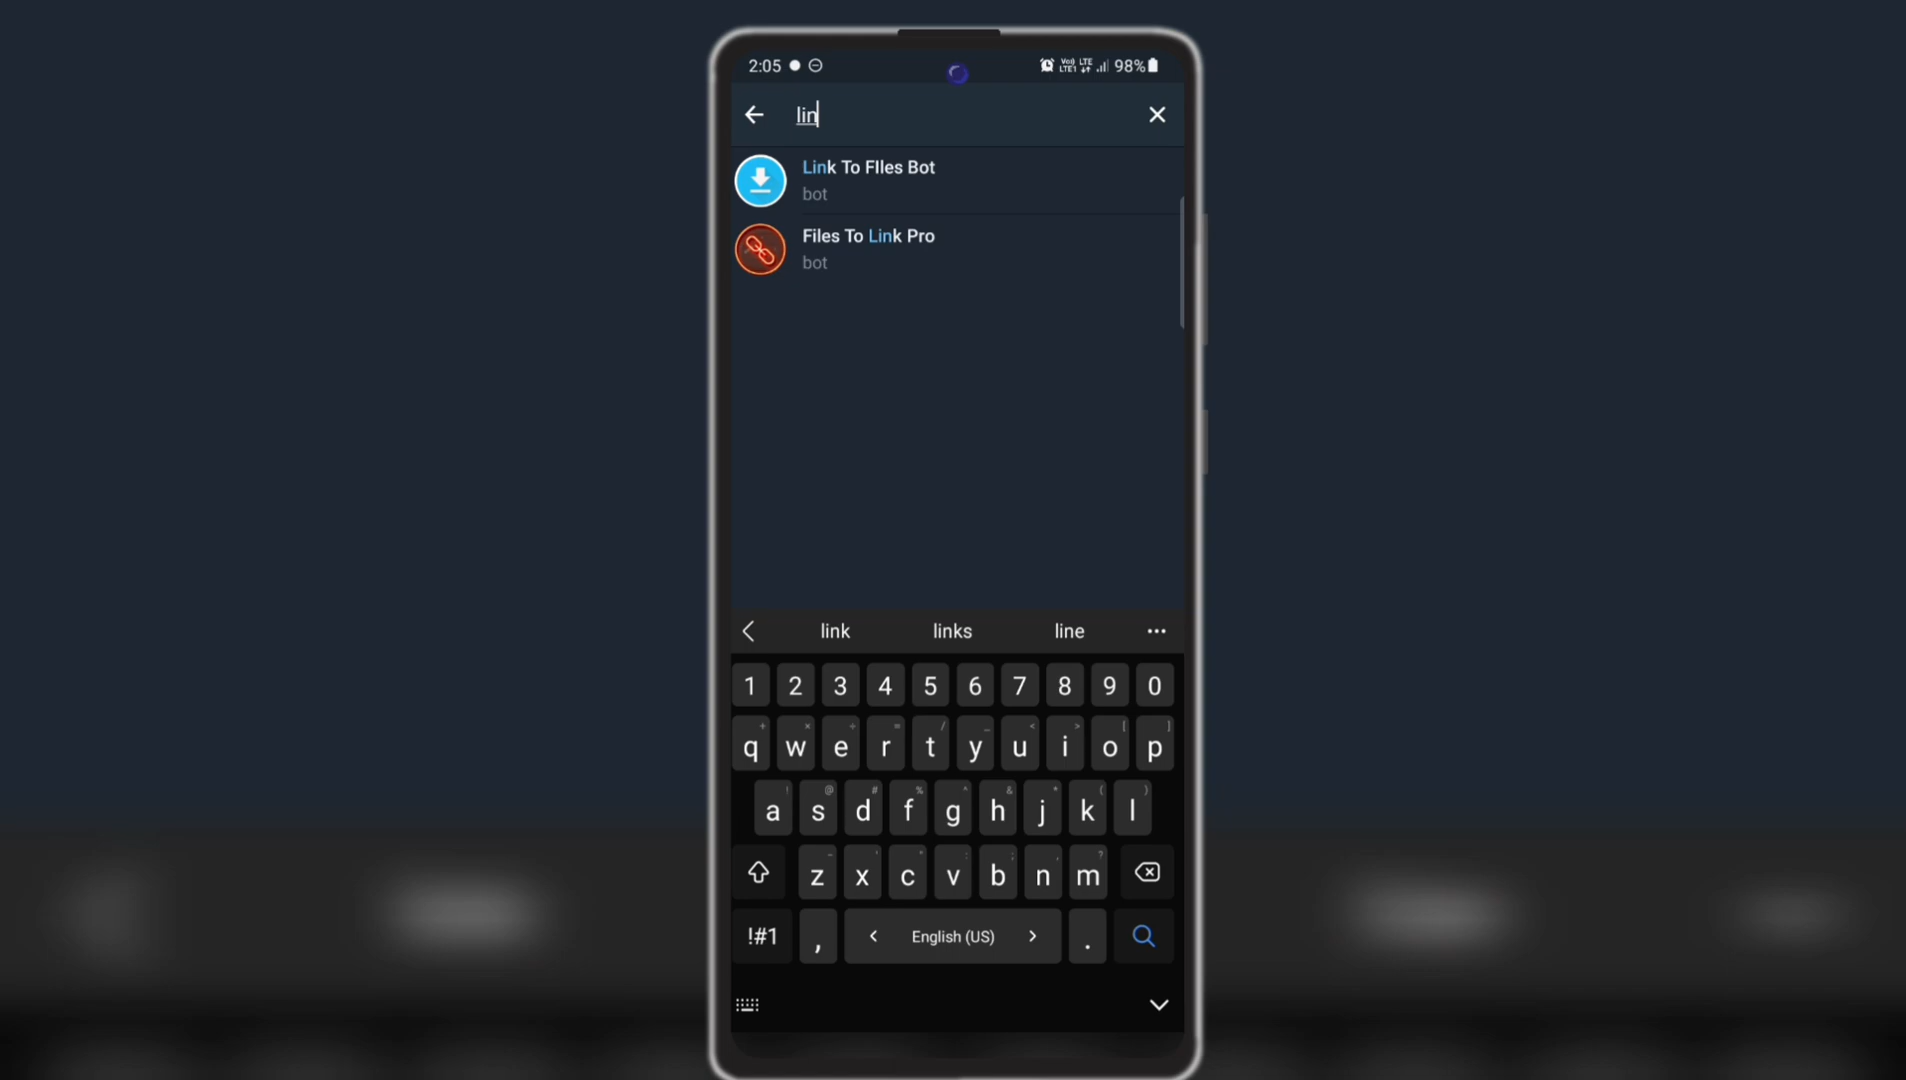 2:05 98%
lin
Link To FIles Bot
bot
Files To Link Pro
bot
link links line
1 2 3 4 5 6 7 8 9 0
q w e r t y u i o p
a s d f g h j k l
z x c v b n m
!#1 , English (US) .